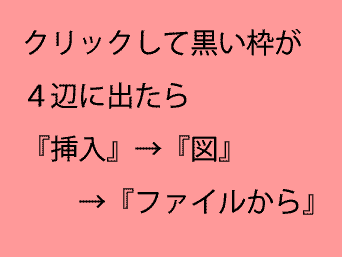 クリックして黒い枠が
４辺に出たら
『挿入』→『図』
→『ファイルから』